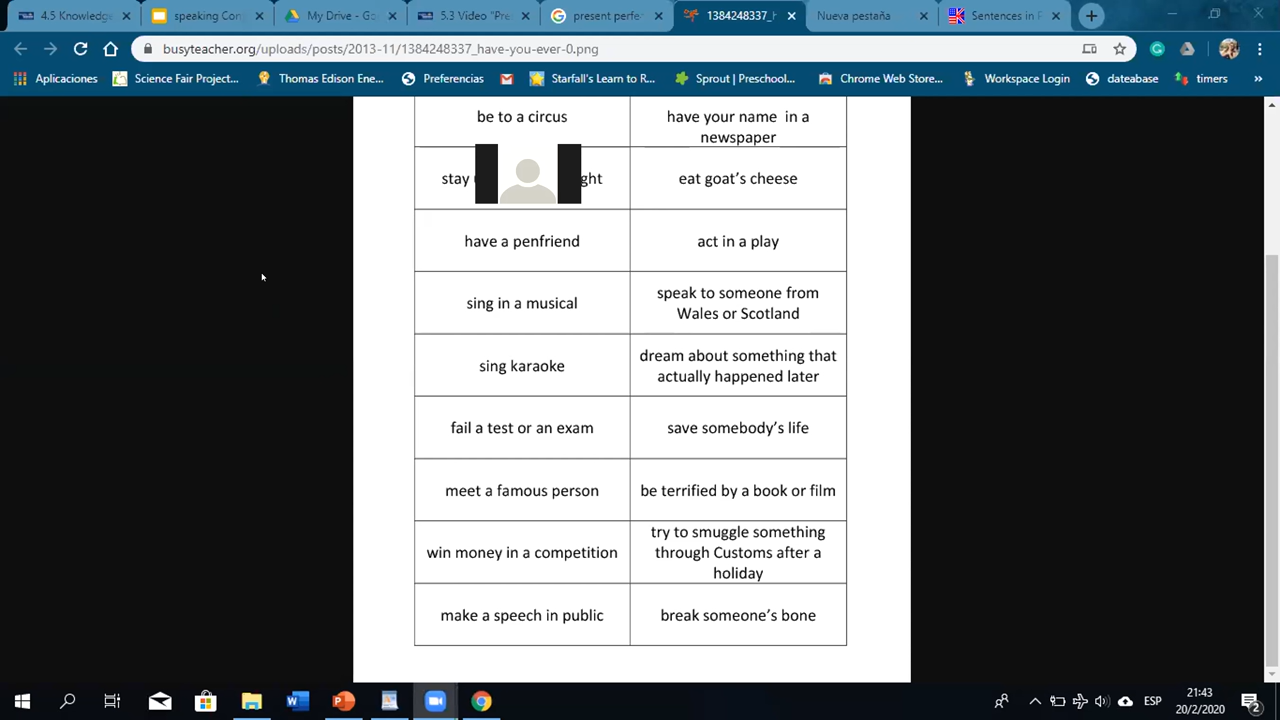 4.5 Knowledge
speaking Con
My Drive - Go
5.3 Video "Pre
present perfe
1384248337_h
Nueva pestaña
Sentences in P
busyteacher.org/uploads/posts/2013-11/1384248337_have-you-ever-0.png
Aplicaciones
Science Fair Project...
Thomas Edison Ene...
Preferencias
Starfall's Learn to R...
Sprout | Preschool...
Chrome Web Store...
Workspace Login
dateabase
timers
be to a circus
have your name in a
newspaper
stay
ght
eat goat's cheese
have a penfriend
act in a play
sing in a musical
speak to someone from
Wales or Scotland
sing karaoke
dream about something that
actually happened later
fail a test or an exam
save somebody's life
meet a famous person
be terrified by a book or film
win money in a competition
try to smuggle something
through Customs after a
holiday
make a speech in public
break someone's bone
ESP
21:43
20/2/2020
2